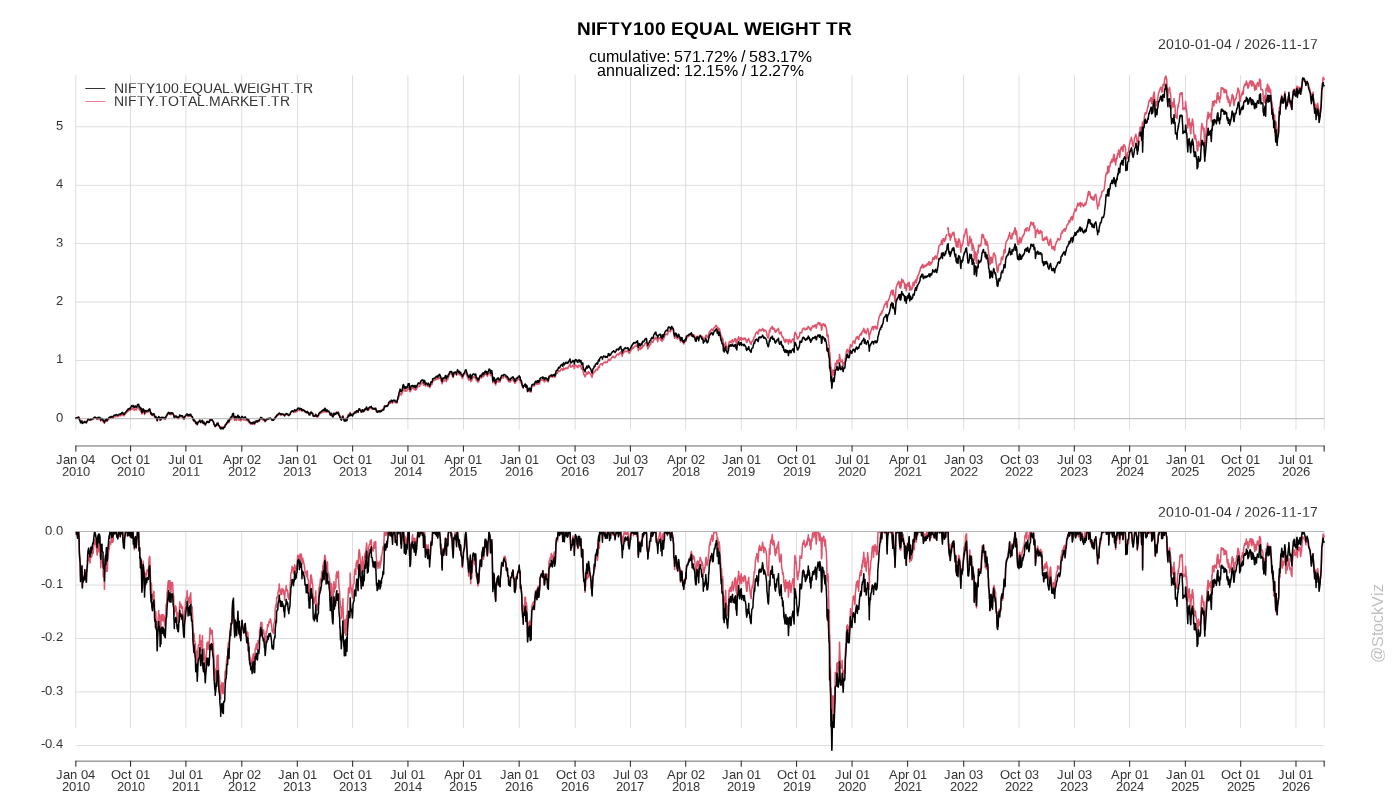 NIFTY100 EQUAL WEIGHT TR
2010-01-04 / 2026-11-17
cumulative: 571.72% / 583.17%
annualized: 12.15% / 12.27%
NIFTY100.EQUAL.WEIGHT.TR
NIFTY.TOTAL.MARKET.TR
5
4
3
2
1
0
Jan 04 Oct 01 Jul 01 Apr 02 Jan 01 Oct 01 Jul 01 Apr 01 Jan 01 Oct 03 Jul 03 Apr 02 Jan 01 Oct 01 Jul 01 Apr 01 Jan 03 Oct 03 Jul 03 Apr 01 Jan 01 Oct 01 Jul 01
2010 2010 2011 2012 2013 2013 2014 2015 2016 2016 2017 2018 2019 2019 2020 2021 2022 2022 2023 2024 2025 2025 2026
2010-01-04 / 2026-11-17
0.0
-0.1
-0.2
-0.3
-0.4
Jan 04 Oct 01 Jul 01 Apr 02 Jan 01 Oct 01 Jul 01 Apr 01 Jan 01 Oct 03 Jul 03 Apr 02 Jan 01 Oct 01 Jul 01 Apr 01 Jan 03 Oct 03 Jul 03 Apr 01 Jan 01 Oct 01 Jul 01
2010 2010 2011 2012 2013 2013 2014 2015 2016 2016 2017 2018 2019 2019 2020 2021 2022 2022 2023 2024 2025 2025 2026
@StockViz